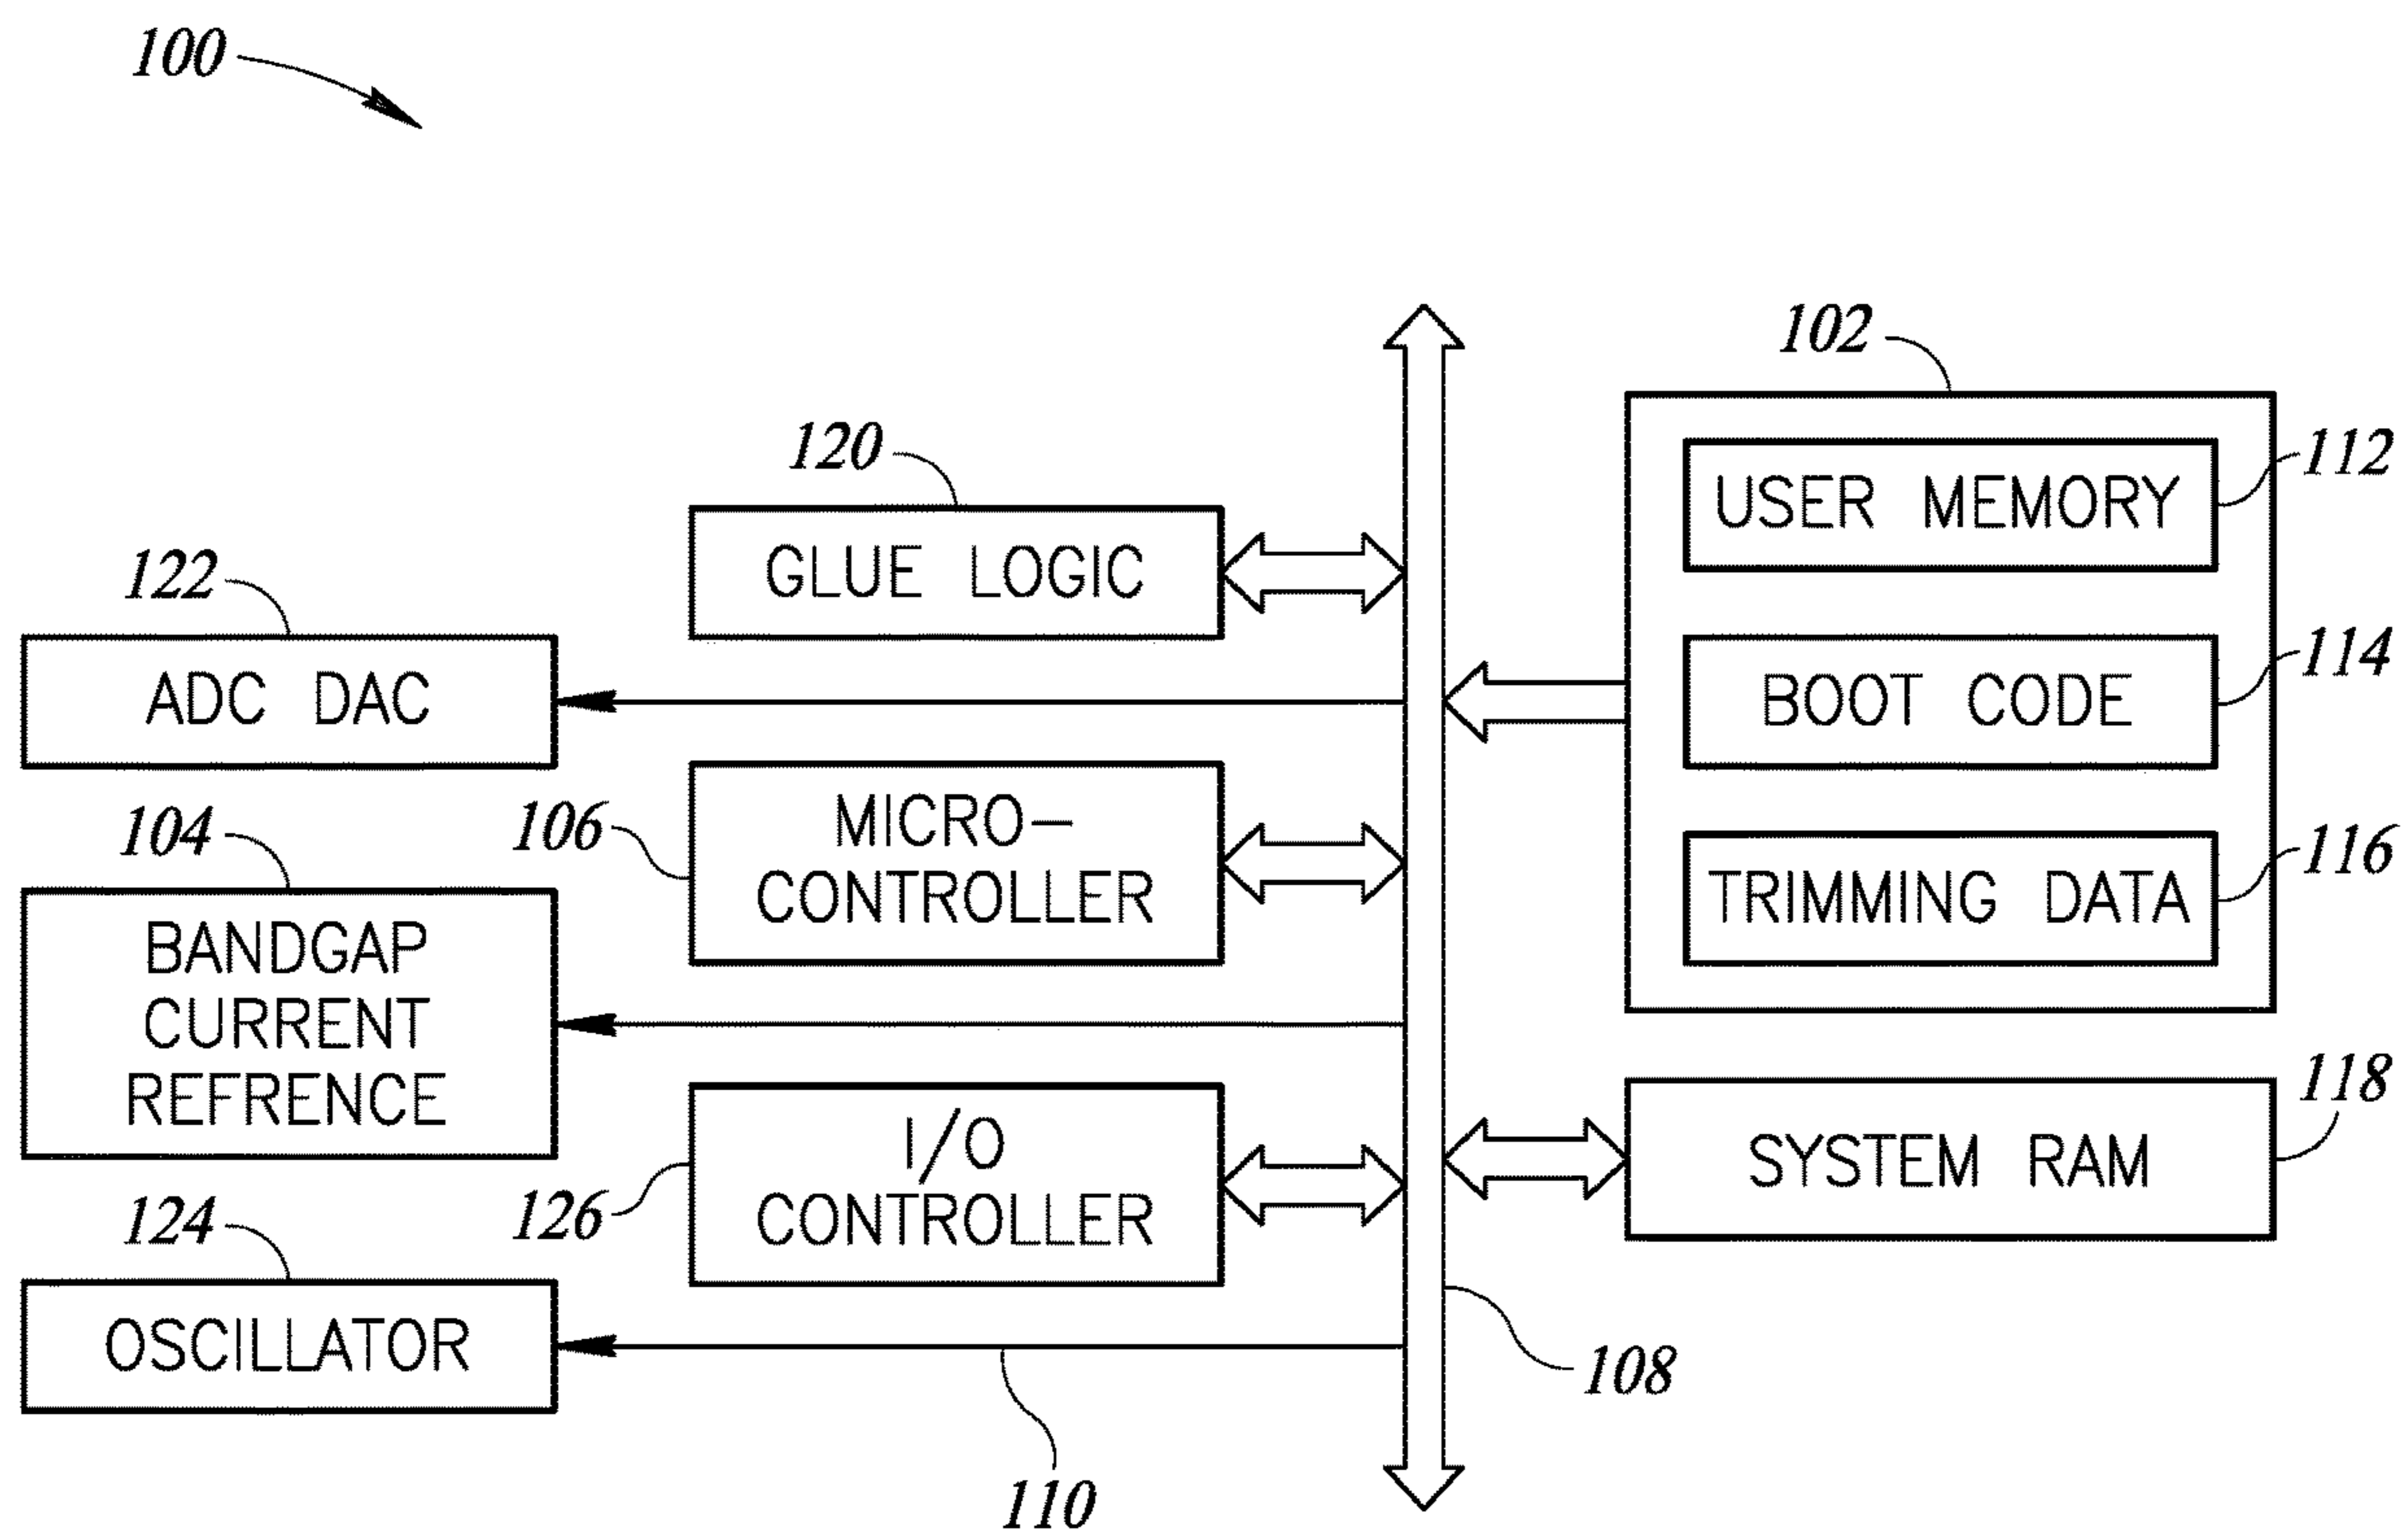 100
102
USER MEMORY
112
120
GLUE LOGIC
122
ADC DAC
BOOT CODE
114
104
106
MICRO-
CONTROLLER
TRIMMING DATA
116
BANDGAP
CURRENT
REFRENCE
118
SYSTEM RAM
I/O
CONTROLLER
126
124
OSCILLATOR
108
110